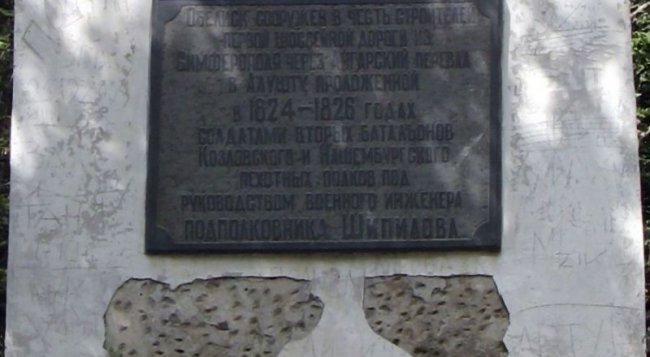 Обелиск сооружен в честь строителей
первой шоссейной дороги из
Симферополя через Ангарский перевал
в Алушту, проложенной
в 1824–1826 годах
солдатами вторых батальонов
Козловского и Нашембургского
пехотных полков под
руководством военного инженера
подполковника Шипилова.